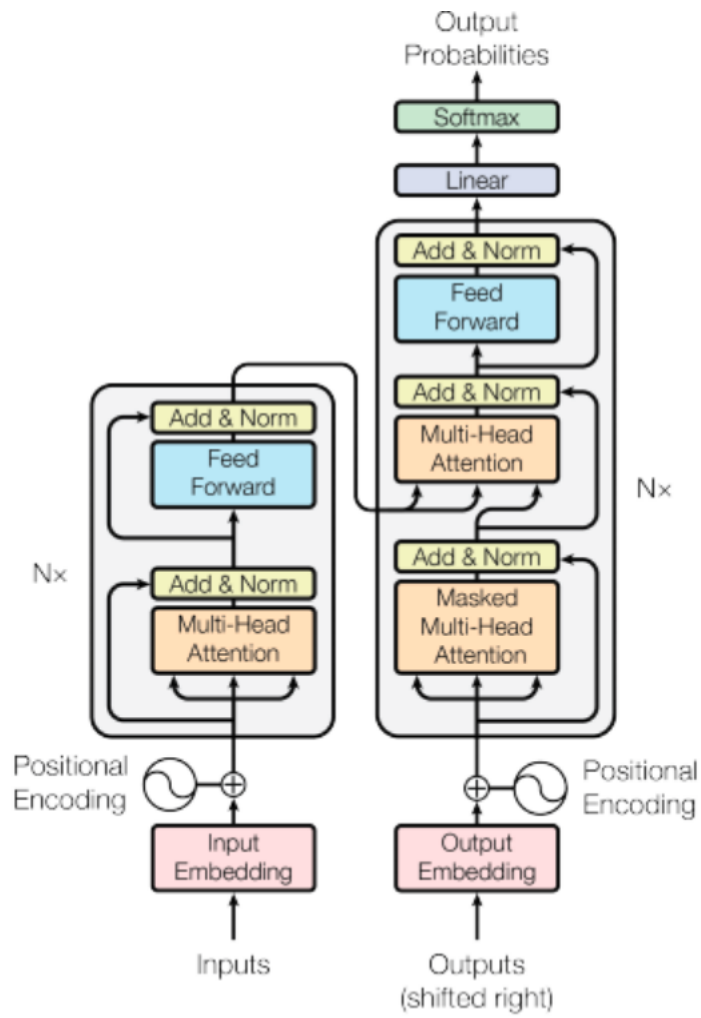 Output
Probabilities
Softmax
Linear
Add & Norm
Feed
Forward
Add & Norm
Multi-Head
Attention
Nx
Add & Norm
Masked
Multi-Head
Attention
Add & Norm
Feed
Forward
Nx
Add & Norm
Multi-Head
Attention
Positional
Encoding
Positional
Encoding
Input
Embedding
Output
Embedding
Inputs
Outputs
(shifted right)